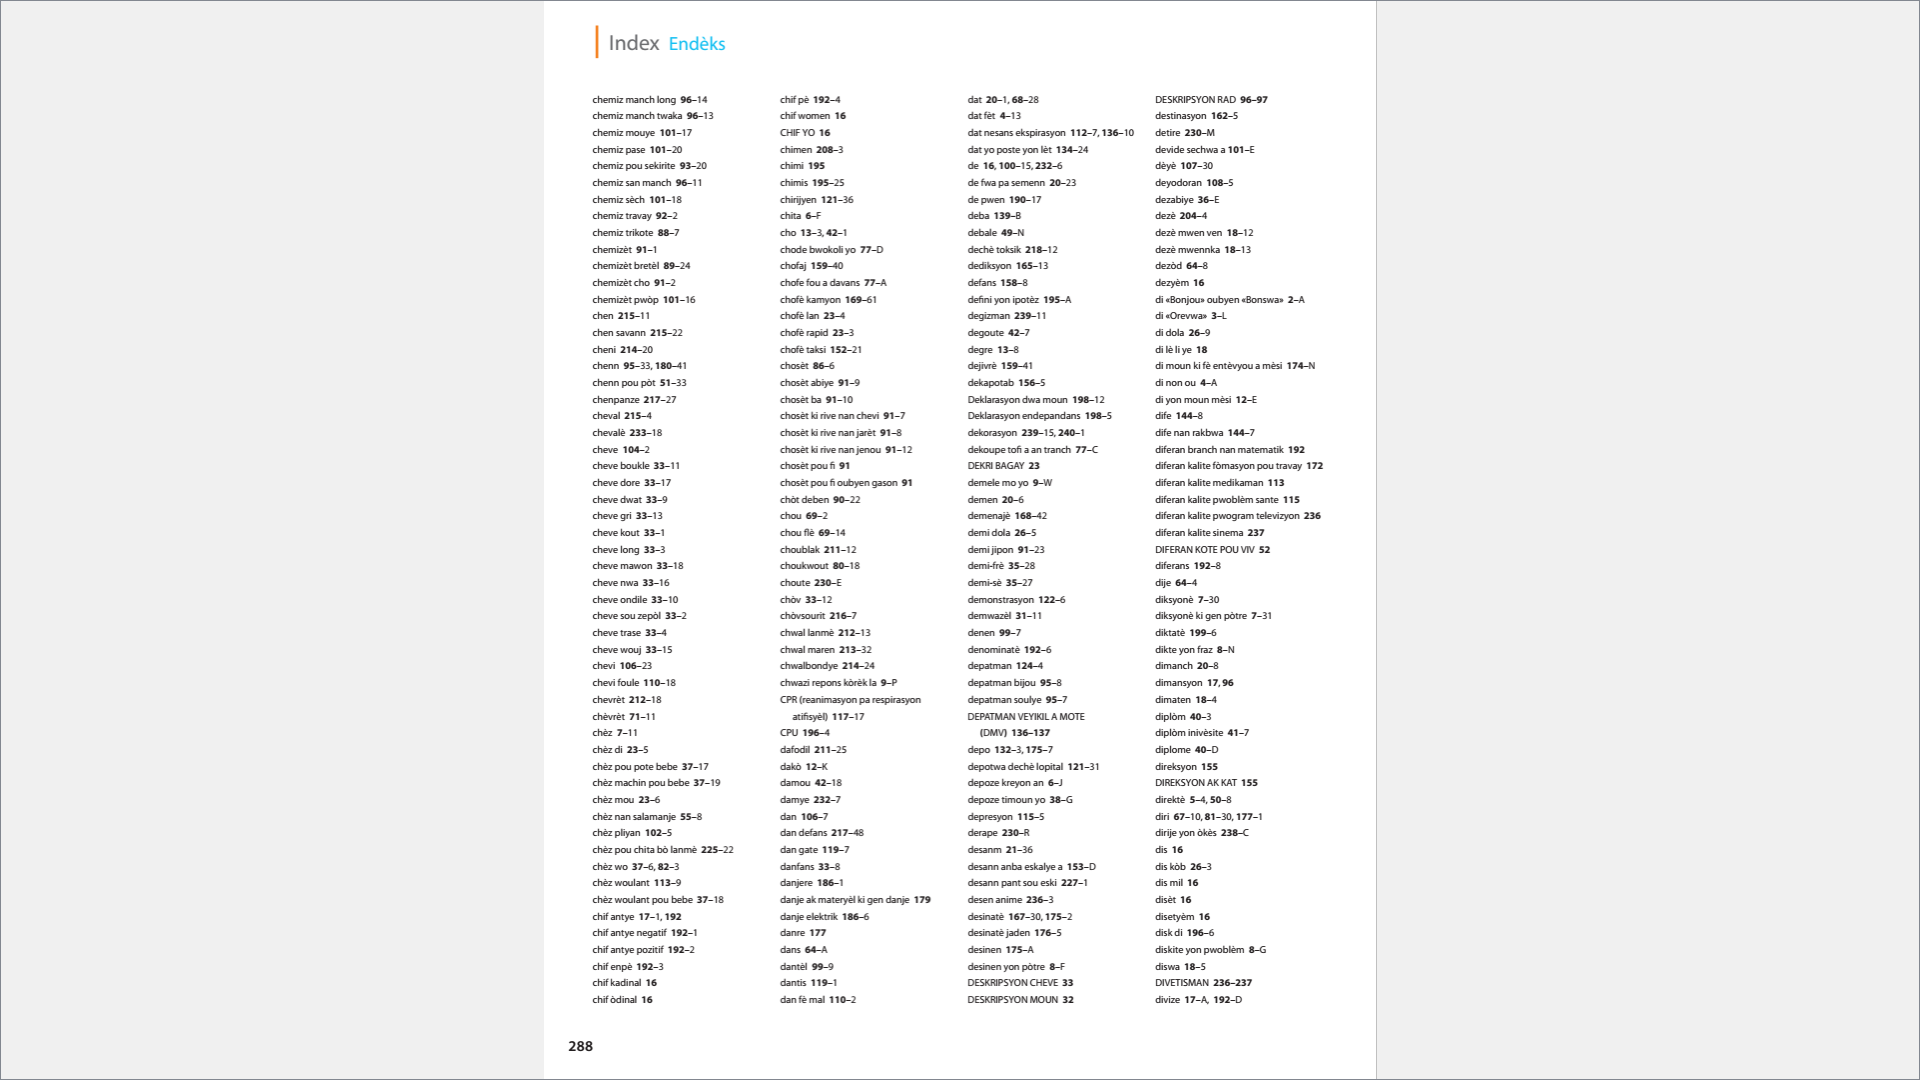 Index Endèks
chemiz manch long 96–14
chemiz manch twaka 96–13
chemiz mouye 101–17
chemiz pase 101–20
chemiz pou sekirite 93–20
chemiz san manch 96–11
chemiz sèch 101–18
chemiz travay 92–2
chemiz trikote 88–7
chemizèt 91–1
chemizèt bretèl 89–24
chemizèt cho 91–2
chemizèt pwòp 101–16
chen 215–11
chen savann 215–22
cheni 214–20
chenn 95–33, 180–41
chenn pou pòt 51–33
chenpanze 217–27
cheval 215–4
chevalè 233–18
cheve 104–2
cheve boukle 33–11
cheve dore 33–17
cheve dwat 33–9
cheve gri 33–13
cheve kout 33–1
cheve long 33–3
cheve mawon 33–18
cheve nwa 33–16
cheve ondile 33–10
cheve sou zepòl 33–2
cheve trase 33–4
cheve wouj 33–15
chevi 106–23
chevi foule 110–18
chevrèt 212–18
chèvrèt 71–11
chèz 7–11
chèz di 23–5
chèz pou pote bebe 37–17
chèz machin pou bebe 37–19
chèz mou 23–6
chèz nan salamanje 55–8
chèz pliyan 102–5
chèz pou chita bò lanmè 225–22
chèz wo 37–6, 82–3
chèz woulant 113–9
chèz woulant pou bebe 37–18
chif antye 17–1, 192
chif antye negatif 192–1
chif antye pozitif 192–2
chif enpè 192–3
chif kadinal 16
chif òdinal 16
chif pè 192–4
chif women 16
CHIF YO 16
chimen 208–3
chimi 195
chimis 195–25
chirijyen 121–36
chita 6–F
cho 13–3, 42–1
chode bwokoli yo 77–D
chofaj 159–40
chofe fou a davans 77–A
chofè kamyon 169–61
chofè lan 23–4
chofè rapid 23–3
chofè taksi 152–21
chosèt 86–6
chosèt abiye 91–9
chosèt ba 91–10
chosèt ki rive nan chevi 91–7
chosèt ki rive nan jarèt 91–8
chosèt ki rive nan jenou 91–12
chosèt pou fi 91
chosèt pou fi oubyen gason 91
chòt deben 90–22
chou 69–2
chou flè 69–14
choublak 211–12
choukwout 80–18
choute 230–E
chòv 33–12
chòvsourit 216–7
chwal lanmè 212–13
chwal maren 213–32
chwalbondye 214–24
chwazi repons kòrèk la 9–P
CPR (reanimasyon pa respirasyon
atifisyèl) 117–17
CPU 196–4
dafodil 211–25
dakò 12–K
damou 42–18
damye 232–7
dan 106–7
dan defans 217–48
dan gate 119–7
danfans 33–8
danjere 186–1
danje ak materyèl ki gen danje 179
danje elektrik 186–6
danre 177
dans 64–A
dantèl 99–9
dantis 119–1
dan fè mal 110–2
dat 20–1, 68–28
dat fèt 4–13
dat nesans ekspirasyon 112–7, 136–10
dat yo poste yon lèt 134–24
de 16, 100–15, 232–6
de fwa pa semenn 20–23
de pwen 190–17
deba 139–B
debale 49–N
dechè toksik 218–12
dediksyon 165–13
defans 158–8
defini yon ipotèz 195–A
degizman 239–11
degoute 42–7
degre 13–8
dejivrè 159–41
dekapotab 156–5
Deklarasyon dwa moun 198–12
Deklarasyon endepandans 198–5
dekorasyon 239–15, 240–1
dekoupe tofi a an tranch 77–C
DEKRI BAGAY 23
demele mo yo 9–W
demen 20–6
demenajè 168–42
demi dola 26–5
demi jipon 91–23
demi-frè 35–28
demi-sè 35–27
demonstrasyon 122–6
demwazèl 31–11
denen 99–7
denominatè 192–6
depatman 124–4
depatman bijou 95–8
depatman soulye 95–7
DEPATMAN VEYIKIL A MOTE
(DMV) 136–137
depo 132–3, 175–7
depotwa dechè lopital 121–31
depoze kreyon an 6–J
depoze timoun yo 38–G
depresyon 115–5
derape 230–R
desanm 21–36
desann anba eskalye a 153–D
desann pant sou eski 227–1
desen anime 236–3
desinatè 167–30, 175–2
desinatè jaden 176–5
desinen 175–A
desinen yon pòtre 8–F
DESKRIPSYON CHEVE 33
DESKRIPSYON MOUN 32
DESKRIPSYON RAD 96–97
destinasyon 162–5
detire 230–M
devide sechwa a 101–E
dèyè 107–30
deyodoran 108–5
dezabiye 36–E
dezè 204–4
dezè mwen ven 18–12
dezè mwennka 18–13
dezòd 64–8
dezyèm 16
di «Bonjou» oubyen «Bonswa» 2–A
di «Orevwa» 3–L
di dola 26–9
di lè li ye 18
di moun ki fè entèvyou a mèsi 174–N
di non ou 4–A
di yon moun mèsi 12–E
dife 144–8
dife nan rakbwa 144–7
diferan branch nan matematik 192
diferan kalite fòmasyon pou travay 172
diferan kalite medikaman 113
diferan kalite pwoblèm sante 115
diferan kalite pwogram televizyon 236
diferan kalite sinema 237
DIFERAN KOTE POU VIV 52
diferans 192–8
dije 64–4
diksyonè 7–30
diksyonè ki gen pòtre 7–31
diktatè 199–6
dikte yon fraz 8–N
dimanch 20–8
dimansyon 17, 96
dimaten 18–4
diplòm 40–3
diplòm inivèsite 41–7
diplome 40–D
direksyon 155
DIREKSYON AK KAT 155
direktè 5–4, 50–8
diri 67–10, 81–30, 177–1
dirije yon òkès 238–C
dis 16
dis kòb 26–3
dis mil 16
disèt 16
disetyèm 16
disk di 196–6
diskite yon pwoblèm 8–G
diswa 18–5
DIVETISMAN 236–237
divize 17–A, 192–D
288